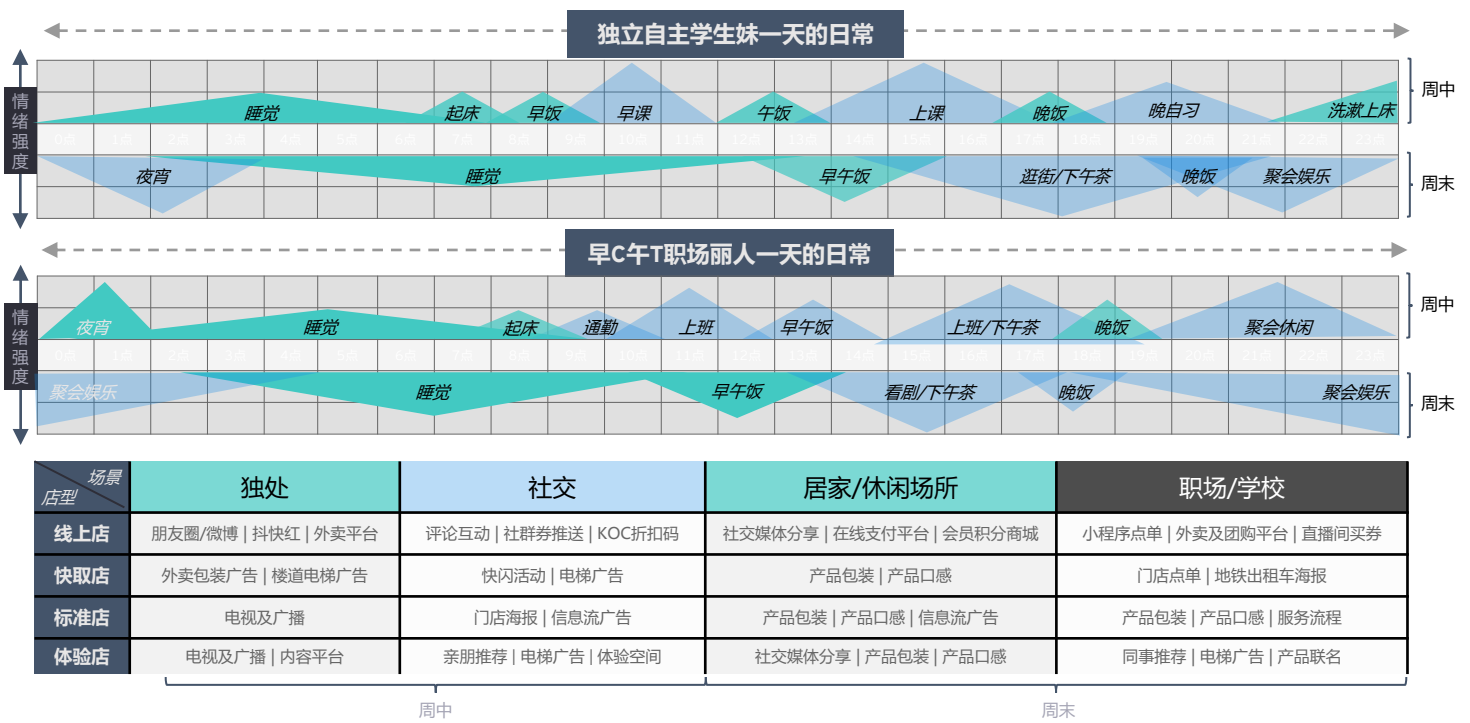 独立自主学生妹一天的日常
情绪强度
周中
睡觉 起床 早饭 早课 午饭 上课 晚饭 晚自习 洗漱上床
0点 1点 2点 3点 4点 5点 6点 7点 8点 9点 10点 11点 12点 13点 14点 15点 16点 17点 18点 19点 20点 21点 22点 23点
夜宵 睡觉 早午饭 逛街/下午茶 晚饭 聚会娱乐
周末
早C午T职场丽人一天的日常
情绪强度
周中
夜宵 睡觉 起床 通勤 上班 早午饭 上班/下午茶 晚饭 聚会休闲
0点 1点 2点 3点 4点 5点 6点 7点 8点 9点 10点 11点 12点 13点 14点 15点 16点 17点 18点 19点 20点 21点 22点 23点
聚会娱乐 睡觉 早午饭 看剧/下午茶 晚饭 聚会娱乐
周末
场景
店型
独处 社交 居家/休闲场所 职场/学校
线上店 朋友圈/微博 | 抖快红 | 外卖平台 评论互动 | 社群券推送 | KOC折扣码 社交媒体分享 | 在线支付平台 | 会员积分商城 小程序点单 | 外卖及团购平台 | 直播间买券
快取店 外卖包装广告 | 楼道电梯广告 快闪活动 | 电梯广告 产品包装 | 产品口感 门店点单 | 地铁出租车海报
标准店 电视及广播 门店海报 | 信息流广告 产品包装 | 产品口感 | 信息流广告 产品包装 | 产品口感 | 服务流程
体验店 电视及广播 | 内容平台 亲朋推荐 | 电梯广告 | 体验空间 社交媒体分享 | 产品包装 | 产品口感 同事推荐 | 电梯广告 | 产品联名
周中 周末